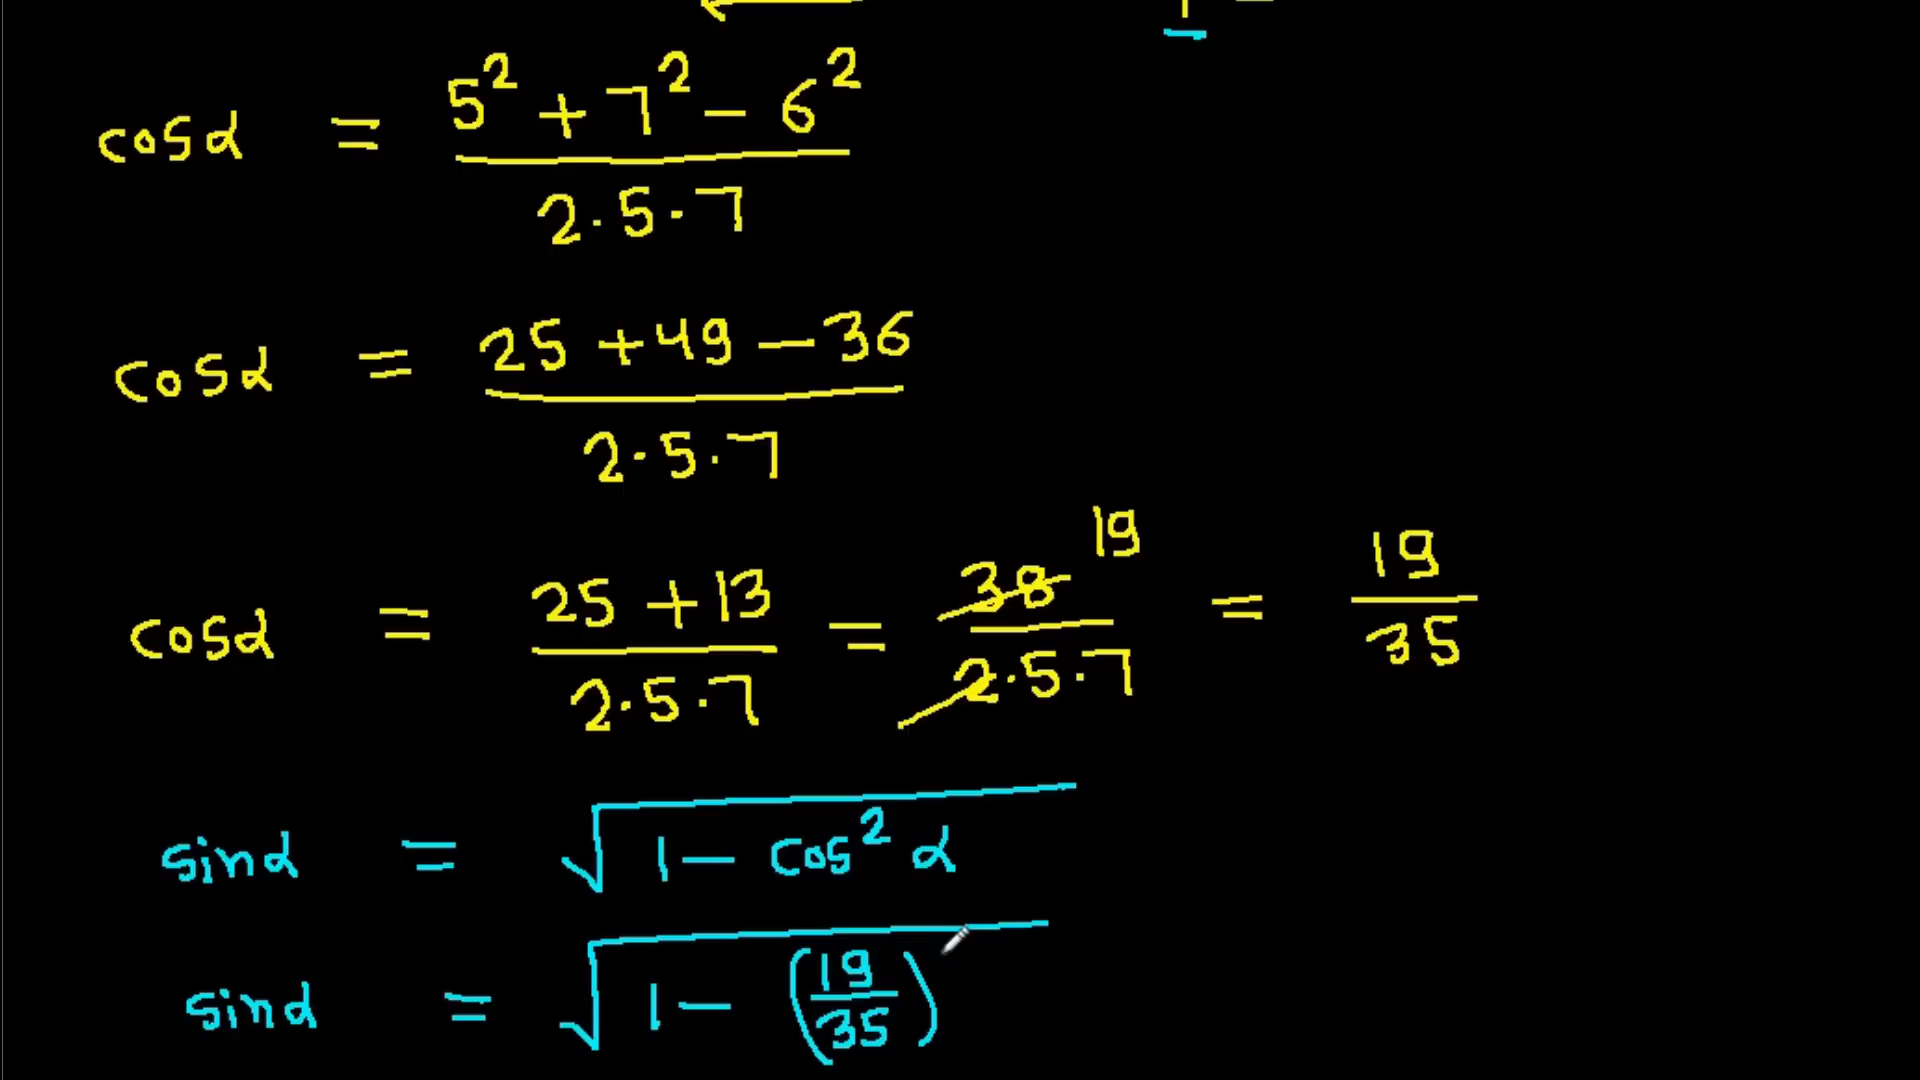 cosα = (5² + 7² − 6²) / (2·5·7)
cosα = (25 + 49 − 36) / (2·5·7)
cosα = (25 + 13) / (2·5·7) = 38 19 / (2·5·7) = 19/35
sinα = √(1 − cos²α)
sinα = √(1 − (19/35))